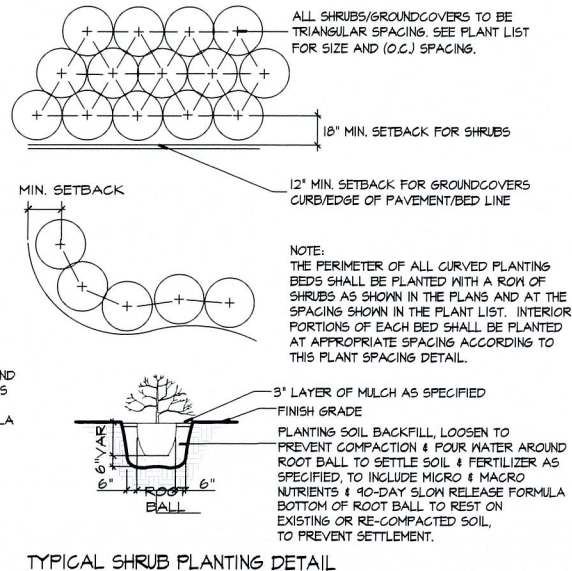 ALL SHRUBS/GROUNDCOVERS TO BE
TRIANGULAR SPACING. SEE PLANT LIST
FOR SIZE AND (O.C.) SPACING.
18" MIN. SETBACK FOR SHRUBS
12" MIN. SETBACK FOR GROUNDCOVERS
CURB/EDGE OF PAVEMENT/BED LINE
MIN. SETBACK
NOTE:
THE PERIMETER OF ALL CURVED PLANTING
BEDS SHALL BE PLANTED WITH A ROW OF
SHRUBS AS SHOWN IN THE PLANS AND AT THE
SPACING SHOWN IN THE PLANT LIST. INTERIOR
PORTIONS OF EACH BED SHALL BE PLANTED
AT APPROPRIATE SPACING ACCORDING TO
THIS PLANT SPACING DETAIL.
ND
S
LA
3" LAYER OF MULCH AS SPECIFIED
FINISH GRADE
PLANTING SOIL BACKFILL, LOOSEN TO
PREVENT COMPACTION & POUR WATER AROUND
ROOT BALL TO SETTLE SOIL & FERTILIZER AS
SPECIFIED, TO INCLUDE MICRO & MACRO
NUTRIENTS & 90-DAY SLOW RELEASE FORMULA
BOTTOM OF ROOT BALL TO REST ON
EXISTING OR RE-COMPACTED SOIL,
TO PREVENT SETTLEMENT.
6" VAR
6" 6"
ROOT
BALL
TYPICAL SHRUB PLANTING DETAIL